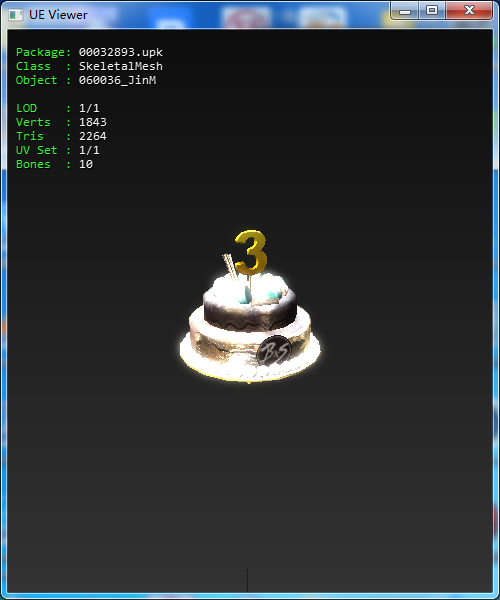 UE Viewer
Package: 00032893.upk
Class : SkeletalMesh
Object : 060036_JinM
LOD : 1/1
Verts : 1843
Tris : 2264
UV Set : 1/1
Bones : 10
3
B&S